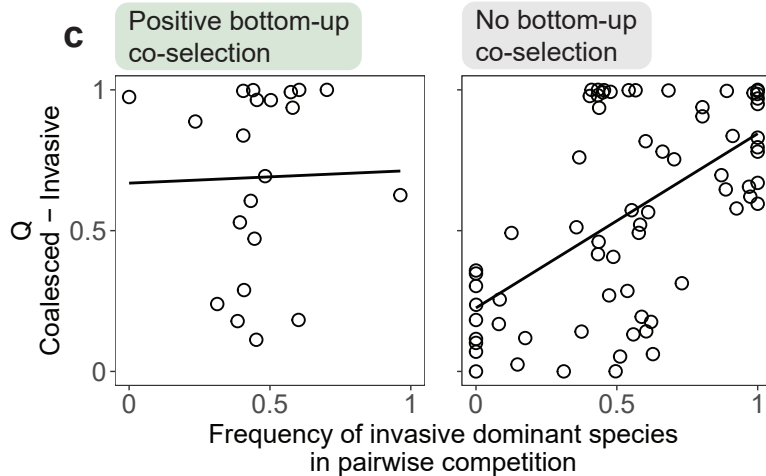 c
Positive bottom-up
co-selection
No bottom-up
co-selection
Q
Coalesced – Invasive
1
0.5
0
0
0.5
1
0
0.5
1
Frequency of invasive dominant species
in pairwise competition